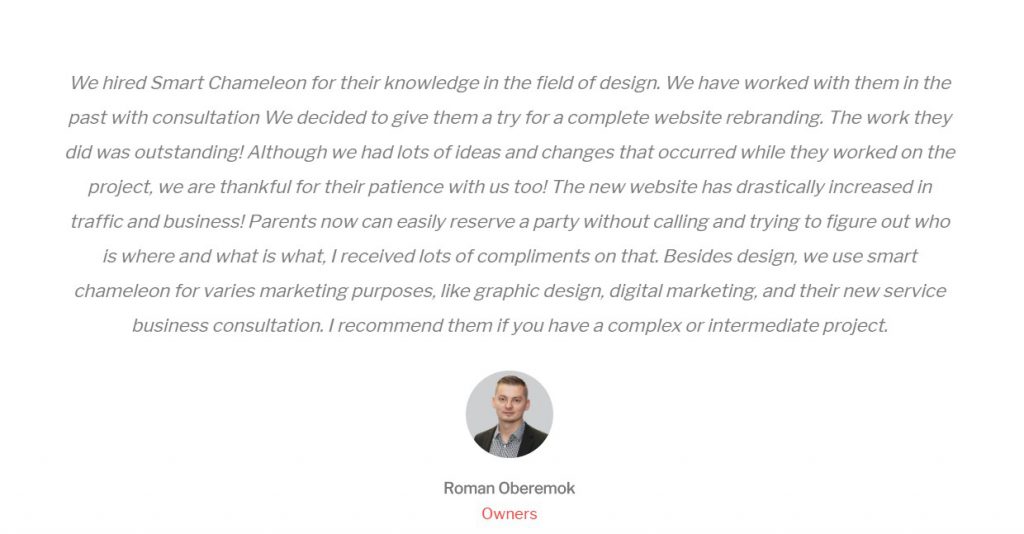 We hired Smart Chameleon for their knowledge in the field of design. We have worked with them in the
past with consultation We decided to give them a try for a complete website rebranding. The work they
did was outstanding! Although we had lots of ideas and changes that occurred while they worked on the
project, we are thankful for their patience with us too! The new website has drastically increased in
traffic and business! Parents now can easily reserve a party without calling and trying to figure out who
is where and what is what, I received lots of compliments on that. Besides design, we use smart
chameleon for varies marketing purposes, like graphic design, digital marketing, and their new service
business consultation. I recommend them if you have a complex or intermediate project.
Roman Oberemok
Owners